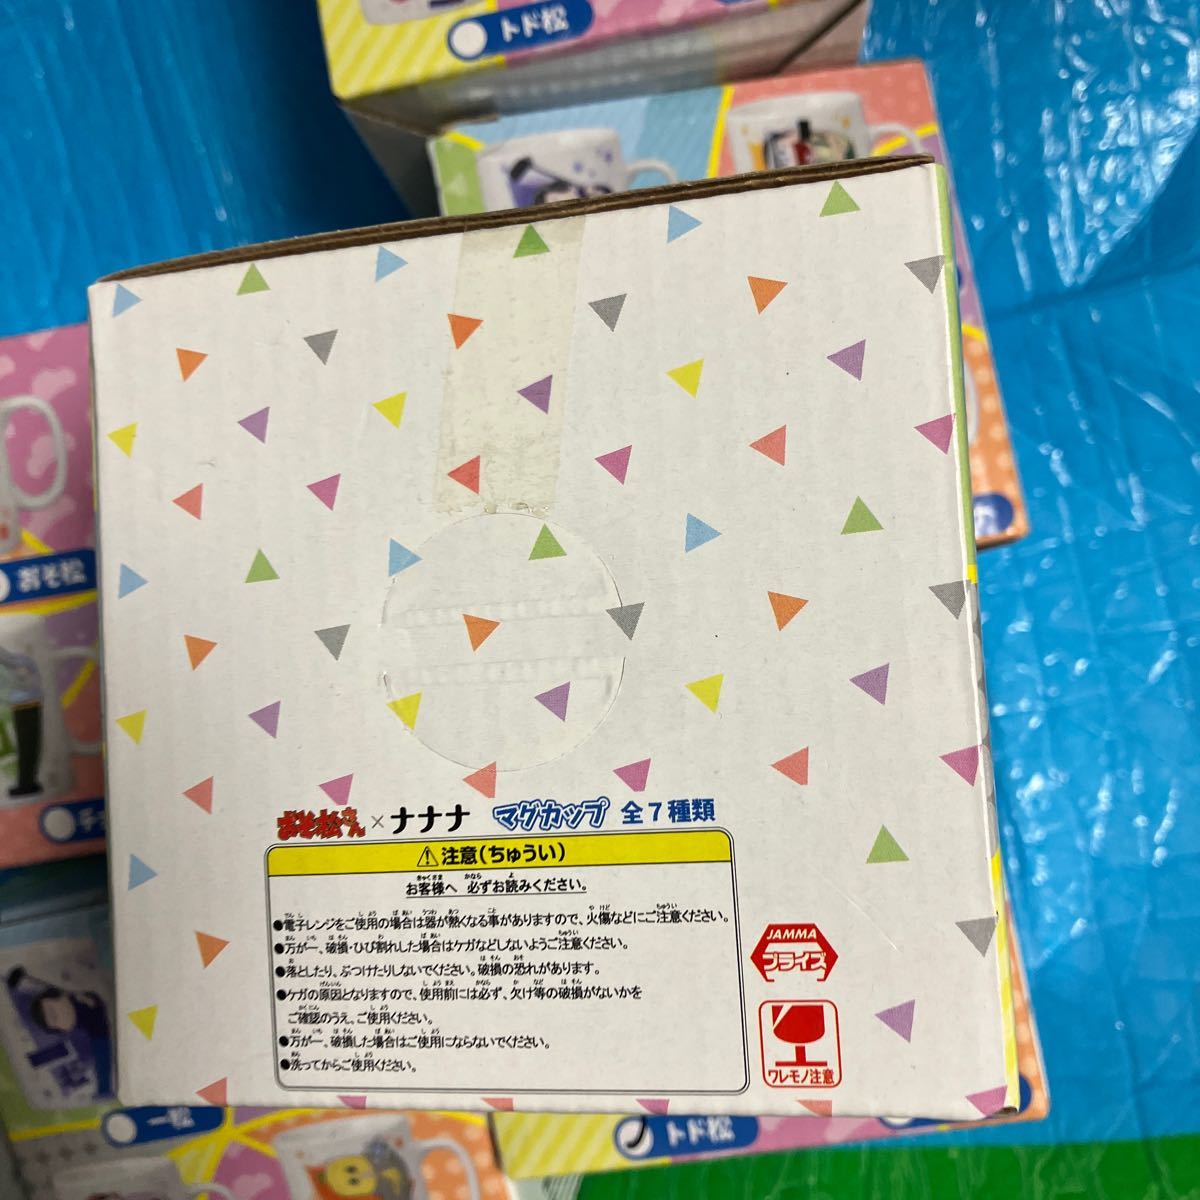 トド松
おそ松
チ
一松
トド松
おそ松さん×ナナナ マグカップ 全7種類
⚠注意(ちゅうい)
お客様へ 必ずお読みください。
●電子レンジをご使用の場合は器が熱くなる事がありますので、火傷などにご注意ください。
●万が一、破損・ひび割れした場合はケガなどしないようご注意ください。
●落としたり、ぶつけたりしないでください。破損の恐れがあります。
●ケガの原因となりますので、使用前には必ず、欠け等の破損がないかを
ご確認のうえ、ご使用ください。
●万が一、破損した場合はご使用にならないでください。
●洗ってからご使用ください。
JAMMA
プライズ
ワレモノ注意